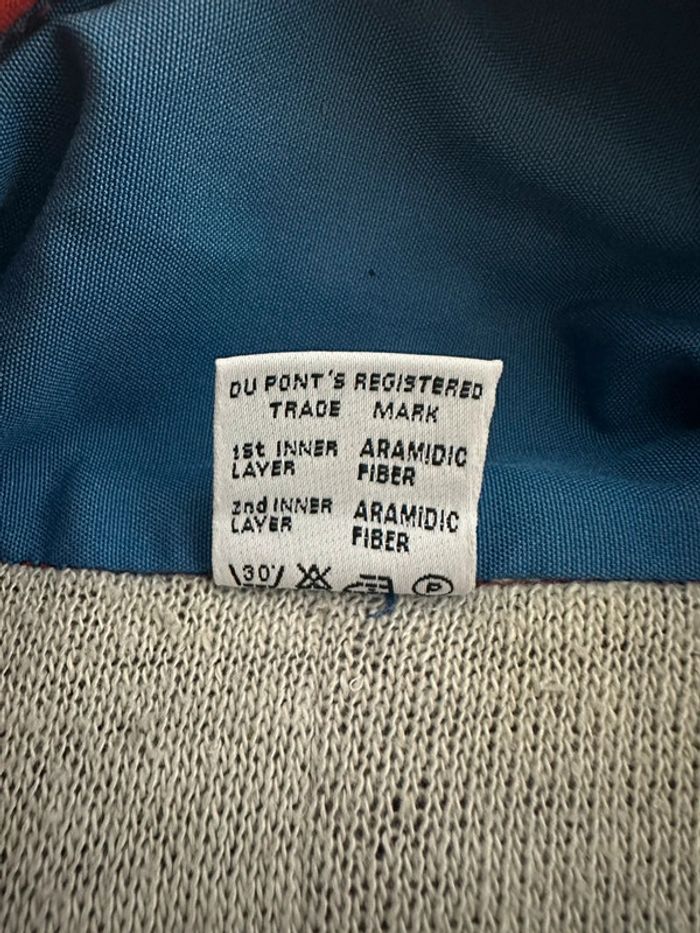 DU PONT'S REGISTERED
TRADE MARK
1st INNER LAYER ARAMIDIC FIBER
2nd INNER LAYER ARAMIDIC FIBER
30° P